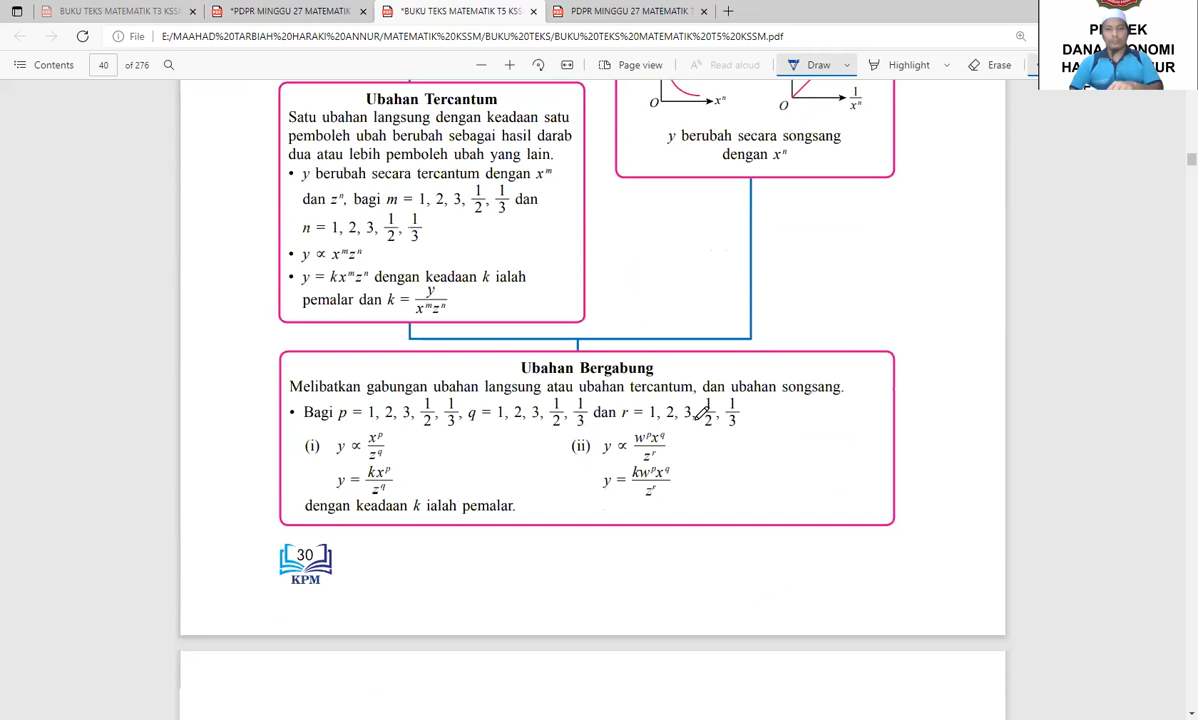 BUKU TEKS MATEMATIK T3 KSSM
*PDPR MINGGU 27 MATEMATIK
*BUKU TEKS MATEMATIK T5 KSS
PDPR MINGGU 27 MATEMATIK T
File
E:/MAAHAD%20TARBIAH%20HARAKI%20ANNUR/MATEMATIK%20KSSM/BUKU%20TEKS/BUKU%20TEKS%20MATEMATIK%20T5%20KSSM.pdf
Contents
40 of 276
Page view
Read aloud
Draw
Highlight
Erase
Ubahan Tercantum
Satu ubahan langsung dengan keadaan satu
pemboleh ubah berubah sebagai hasil darab
dua atau lebih pemboleh ubah yang lain.
• y berubah secara tercantum dengan xᵐ
dan zⁿ, bagi m = 1, 2, 3, 1/2, 1/3 dan
n = 1, 2, 3, 1/2, 1/3
• y ∝ xᵐzⁿ
• y = kxᵐzⁿ dengan keadaan k ialah
pemalar dan k = y/(xᵐzⁿ)
O xⁿ
O 1/xⁿ
y berubah secara songsang
dengan xⁿ
Ubahan Bergabung
Melibatkan gabungan ubahan langsung atau ubahan tercantum, dan ubahan songsang.
• Bagi p = 1, 2, 3, 1/2, 1/3, q = 1, 2, 3, 1/2, 1/3 dan r = 1, 2, 3, 1/2, 1/3
(i) y ∝ x^p/z^q (ii) y ∝ w^p x^q/z^r
y = kx^p/z^q y = kw^p x^q/z^r
dengan keadaan k ialah pemalar.
30
KPM